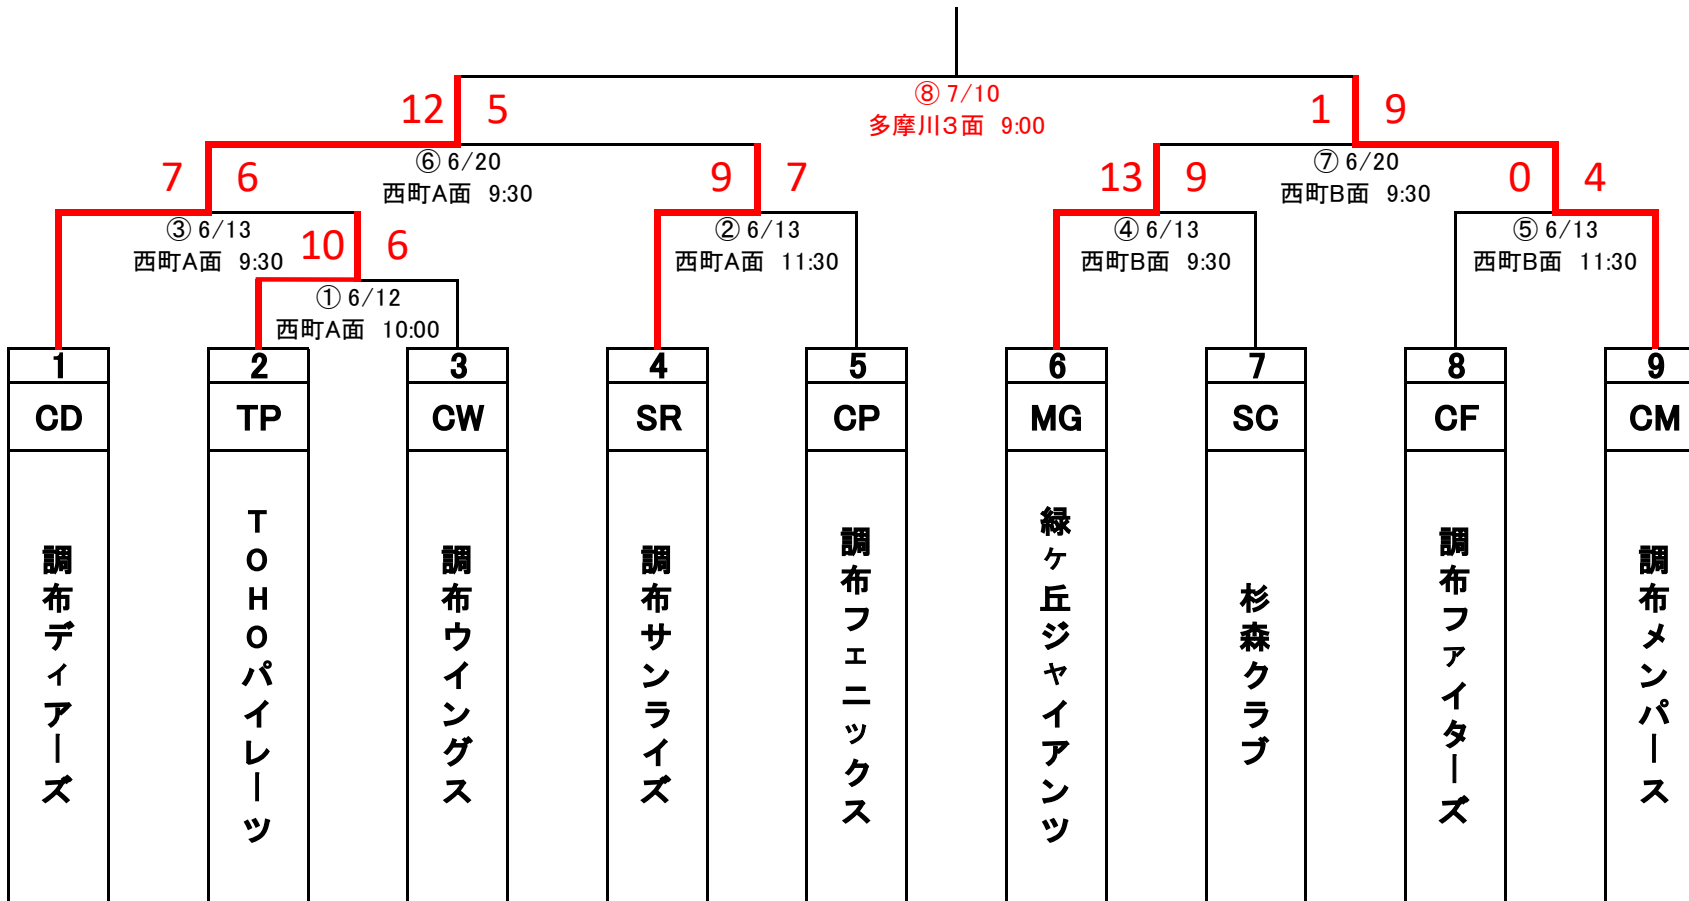 ⑧ 7/10
多摩川3面 9:00
12 5
1 9
⑥ 6/20
西町A面 9:30
⑦ 6/20
西町B面 9:30
7 6
9 7
13 9
0 4
③ 6/13
西町A面 9:30
② 6/13
西町A面 11:30
④ 6/13
西町B面 9:30
⑤ 6/13
西町B面 11:30
10 6
① 6/12
西町A面 10:00
1 2 3 4 5 6 7 8 9
CD TP CW SR CP MG SC CF CM
調布ディアーズ
TOHOパイレーツ
調布ウイングス
調布サンライズ
調布フェニックス
緑ヶ丘ジャイアンツ
杉森クラブ
調布ファイターズ
調布メンパース